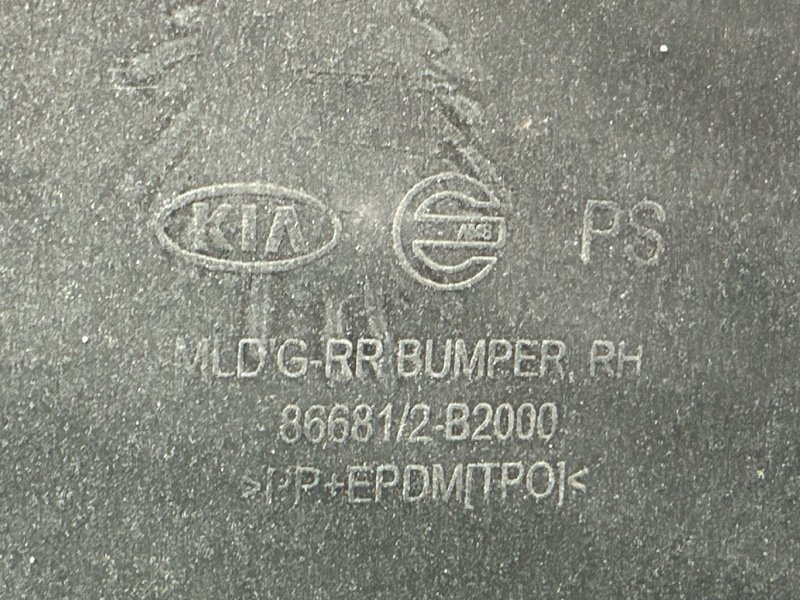 KIA PS
MLD'G-RR BUMPER, RH
86681/2-B2000
>PP+EPDM[TPO]<